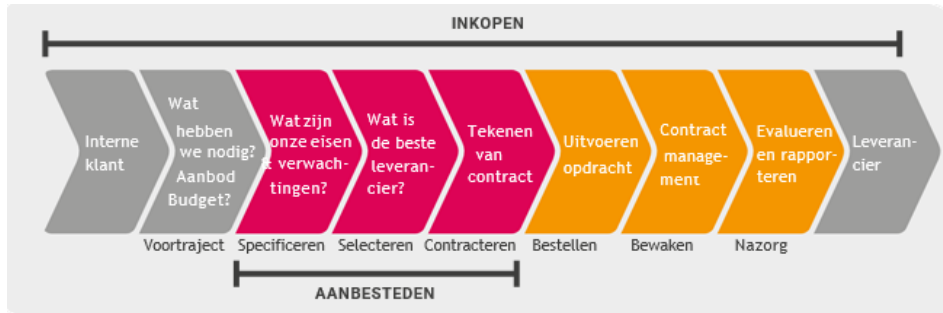 INKOPEN
Interne
klant
Wat
hebben
we nodig?
Aanbod
Budget?
Wat zijn
onze eisen
& verwach-
tingen?
Wat is
de beste
leveran-
cier?
Tekenen
van
contract
Uitvoeren
opdracht
Contract
manage-
ment
Evalueren
en rappor-
teren
Leveran-
cier
Voortraject Specificeren Selecteren Contracteren Bestellen Bewaken Nazorg
AANBESTEDEN